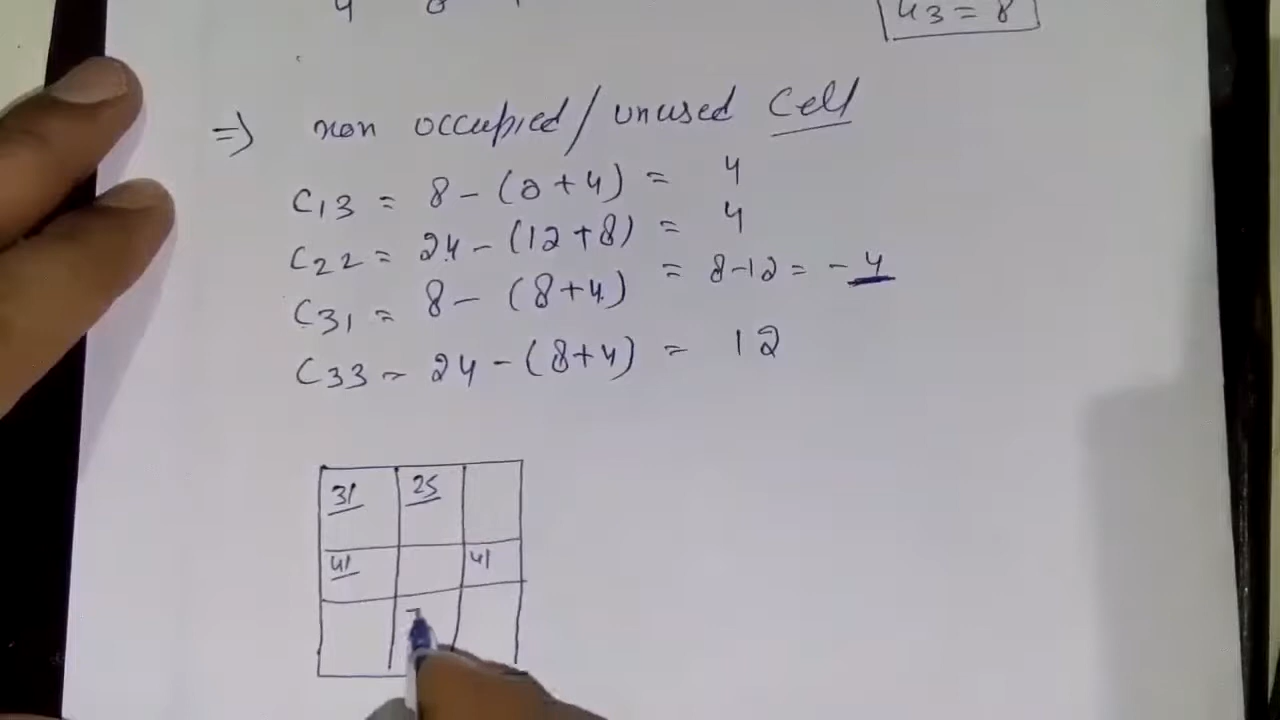 u3 = 8
=> non occupied/unused Cell
C13 = 8 - (0+4) = 4
C22 = 24 - (12+8) = 4
C31 = 8 - (8+4) = 8-12 = -4
C33 = 24 - (8+4) = 12
31 25
41 41